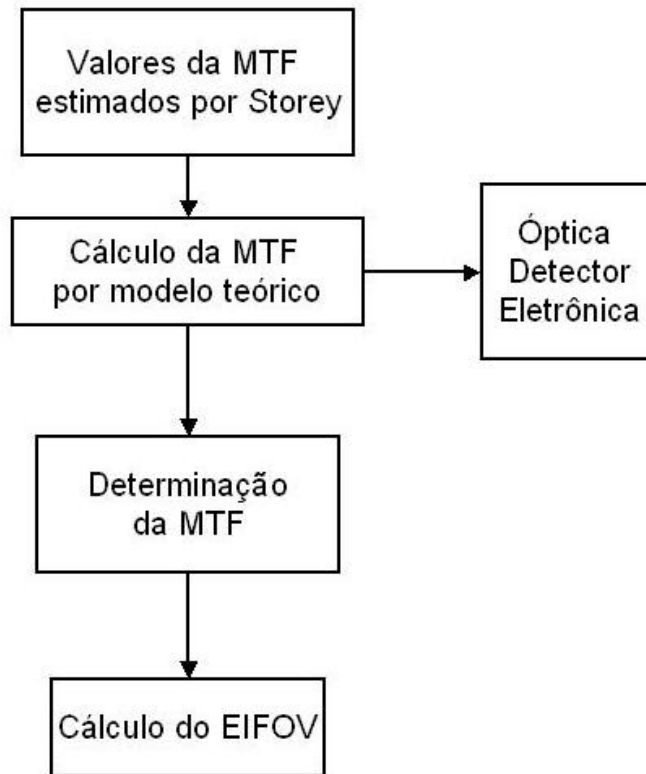 Valores da MTF
estimados por Storey
Cálculo da MTF
por modelo teórico
Óptica
Detector
Eletrônica
Determinação
da MTF
Cálculo do EIFOV